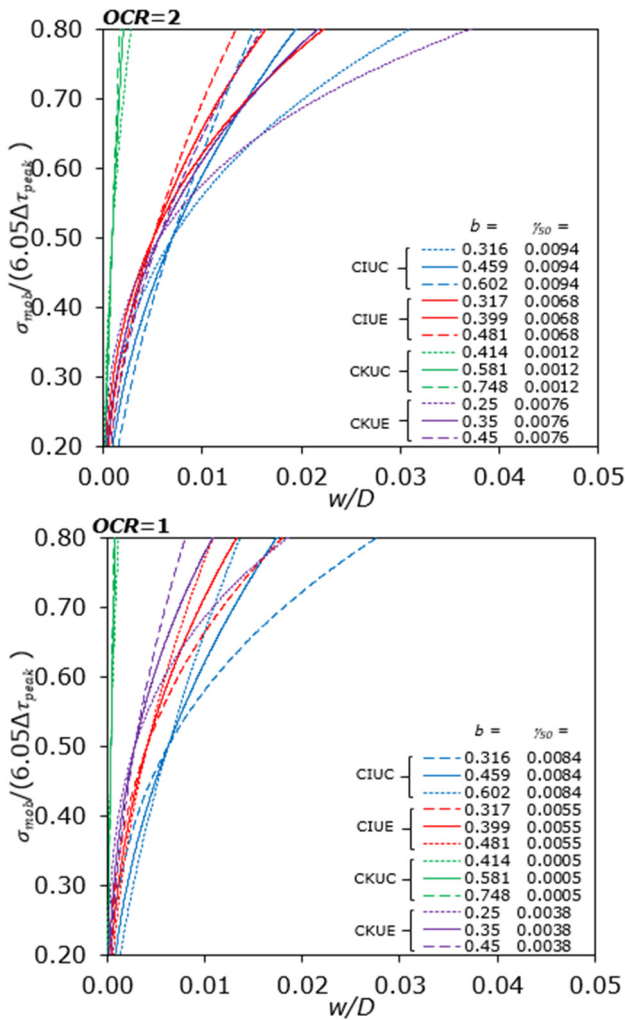 OCR=2
0.80
0.70
0.60
0.50
0.40
0.30
0.20
σmob/(6.05Δτpeak)
b = γ50 =
CIUC
0.316 0.0094
0.459 0.0094
0.602 0.0094
CIUE
0.317 0.0068
0.399 0.0068
0.481 0.0068
CKUC
0.414 0.0012
0.581 0.0012
0.748 0.0012
CKUE
0.25 0.0076
0.35 0.0076
0.45 0.0076
0.00 0.01 0.02 0.03 0.04 0.05
w/D
OCR=1
0.80
0.70
0.60
0.50
0.40
0.30
0.20
σmob/(6.05Δτpeak)
b = γ50 =
CIUC
0.316 0.0084
0.459 0.0084
0.602 0.0084
CIUE
0.317 0.0055
0.399 0.0055
0.481 0.0055
CKUC
0.414 0.0005
0.581 0.0005
0.748 0.0005
CKUE
0.25 0.0038
0.35 0.0038
0.45 0.0038
0.00 0.01 0.02 0.03 0.04 0.05
w/D